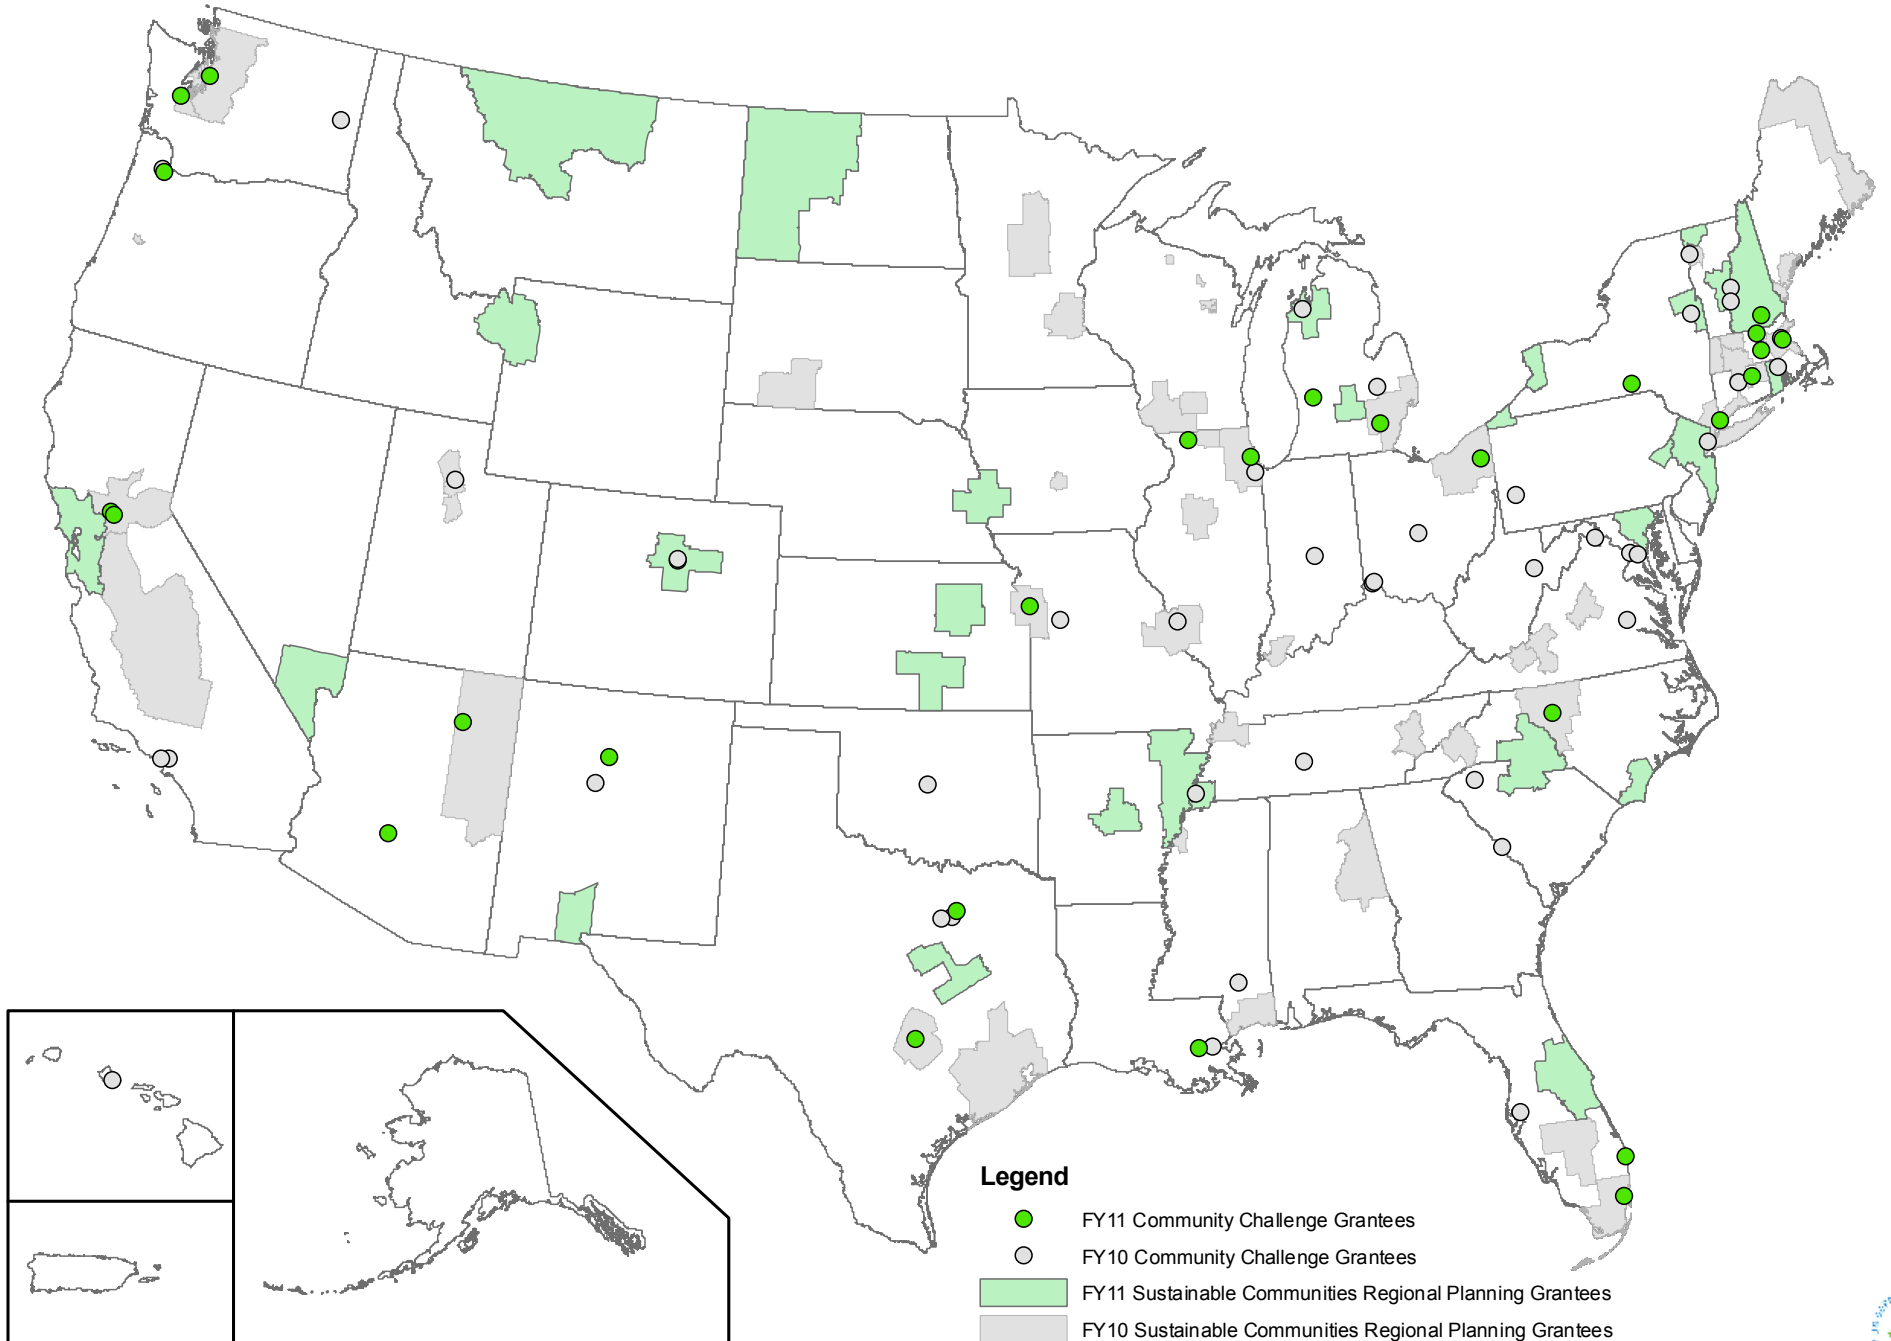 Legend
FY11 Community Challenge Grantees
FY10 Community Challenge Grantees
FY11 Sustainable Communities Regional Planning Grantees
FY10 Sustainable Communities Regional Planning Grantees